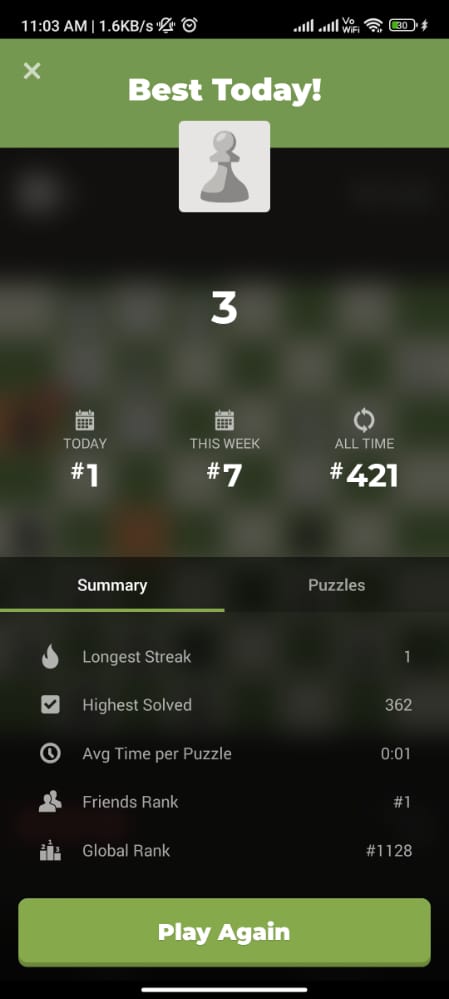 11:03 AM | 1.6KB/s
Vo
WiFi
30
Best Today!
3
TODAY
THIS WEEK
ALL TIME
#1
#7
#421
Summary
Puzzles
Longest Streak
1
Highest Solved
362
Avg Time per Puzzle
0:01
Friends Rank
#1
Global Rank
#1128
Play Again